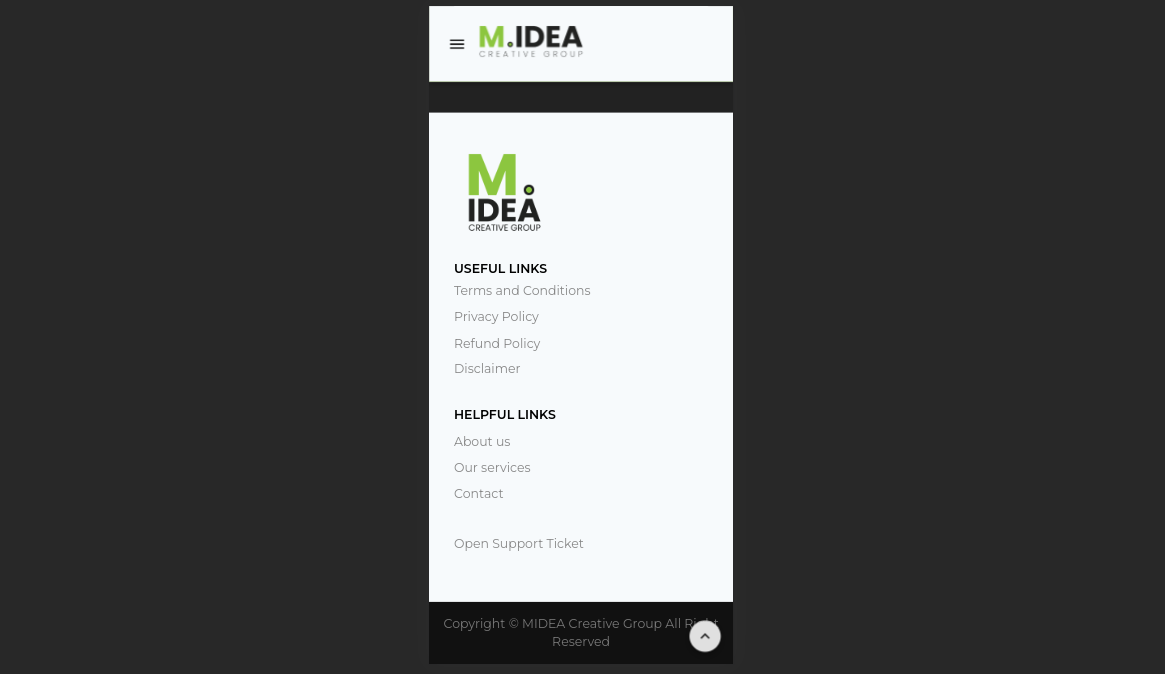 M.IDEA
CREATIVE GROUP
M.
IDEA
CREATIVE GROUP
USEFUL LINKS
Terms and Conditions
Privacy Policy
Refund Policy
Disclaimer
HELPFUL LINKS
About us
Our services
Contact
Open Support Ticket
Copyright © MIDEA Creative Group All Right
Reserved